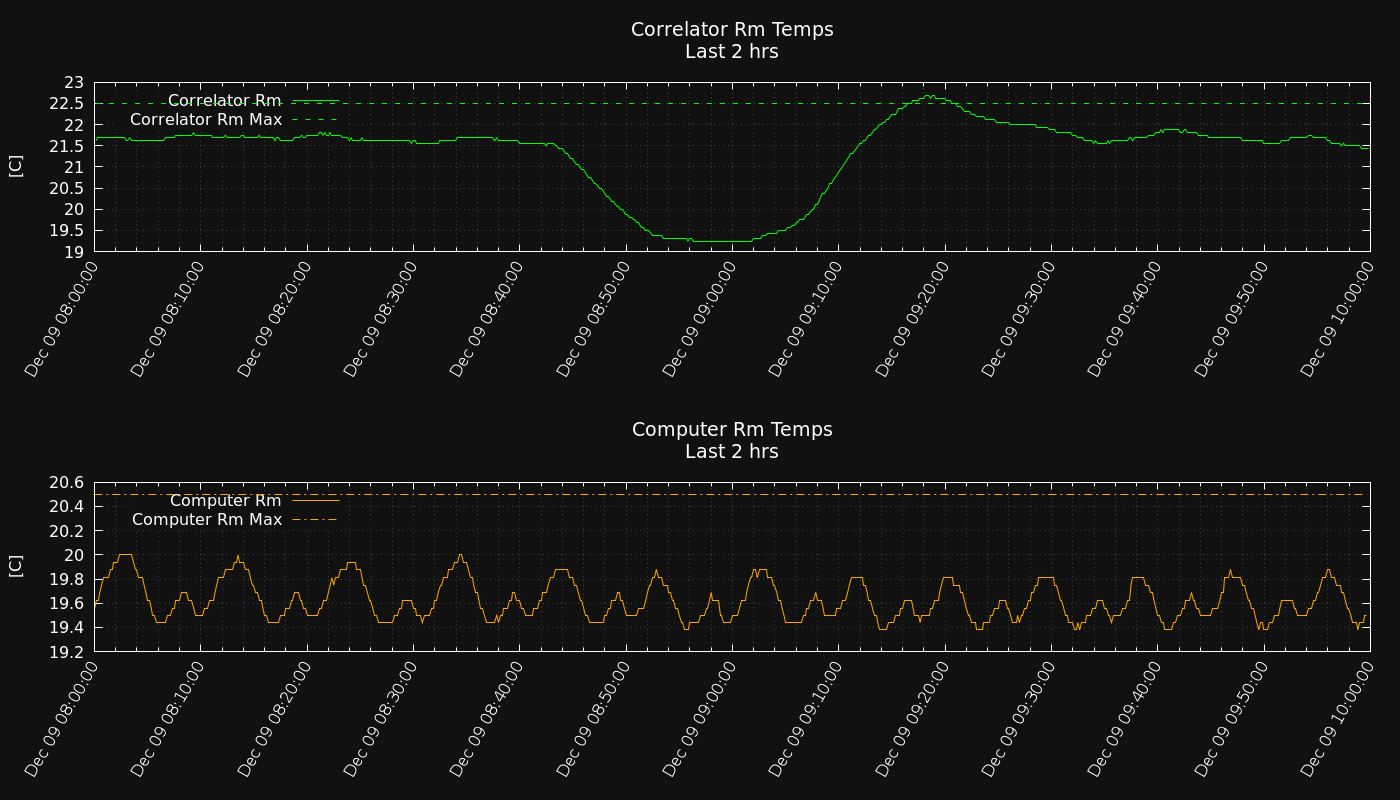 Correlator Rm Temps
Last 2 hrs
[C]
23
22.5
22
21.5
21
20.5
20
19.5
19
Correlator Rm
Correlator Rm Max
Dec 09 08:00:00
Dec 09 08:10:00
Dec 09 08:20:00
Dec 09 08:30:00
Dec 09 08:40:00
Dec 09 08:50:00
Dec 09 09:00:00
Dec 09 09:10:00
Dec 09 09:20:00
Dec 09 09:30:00
Dec 09 09:40:00
Dec 09 09:50:00
Dec 09 10:00:00
Computer Rm Temps
Last 2 hrs
[C]
20.6
20.4
20.2
20
19.8
19.6
19.4
19.2
Computer Rm
Computer Rm Max
Dec 09 08:00:00
Dec 09 08:10:00
Dec 09 08:20:00
Dec 09 08:30:00
Dec 09 08:40:00
Dec 09 08:50:00
Dec 09 09:00:00
Dec 09 09:10:00
Dec 09 09:20:00
Dec 09 09:30:00
Dec 09 09:40:00
Dec 09 09:50:00
Dec 09 10:00:00